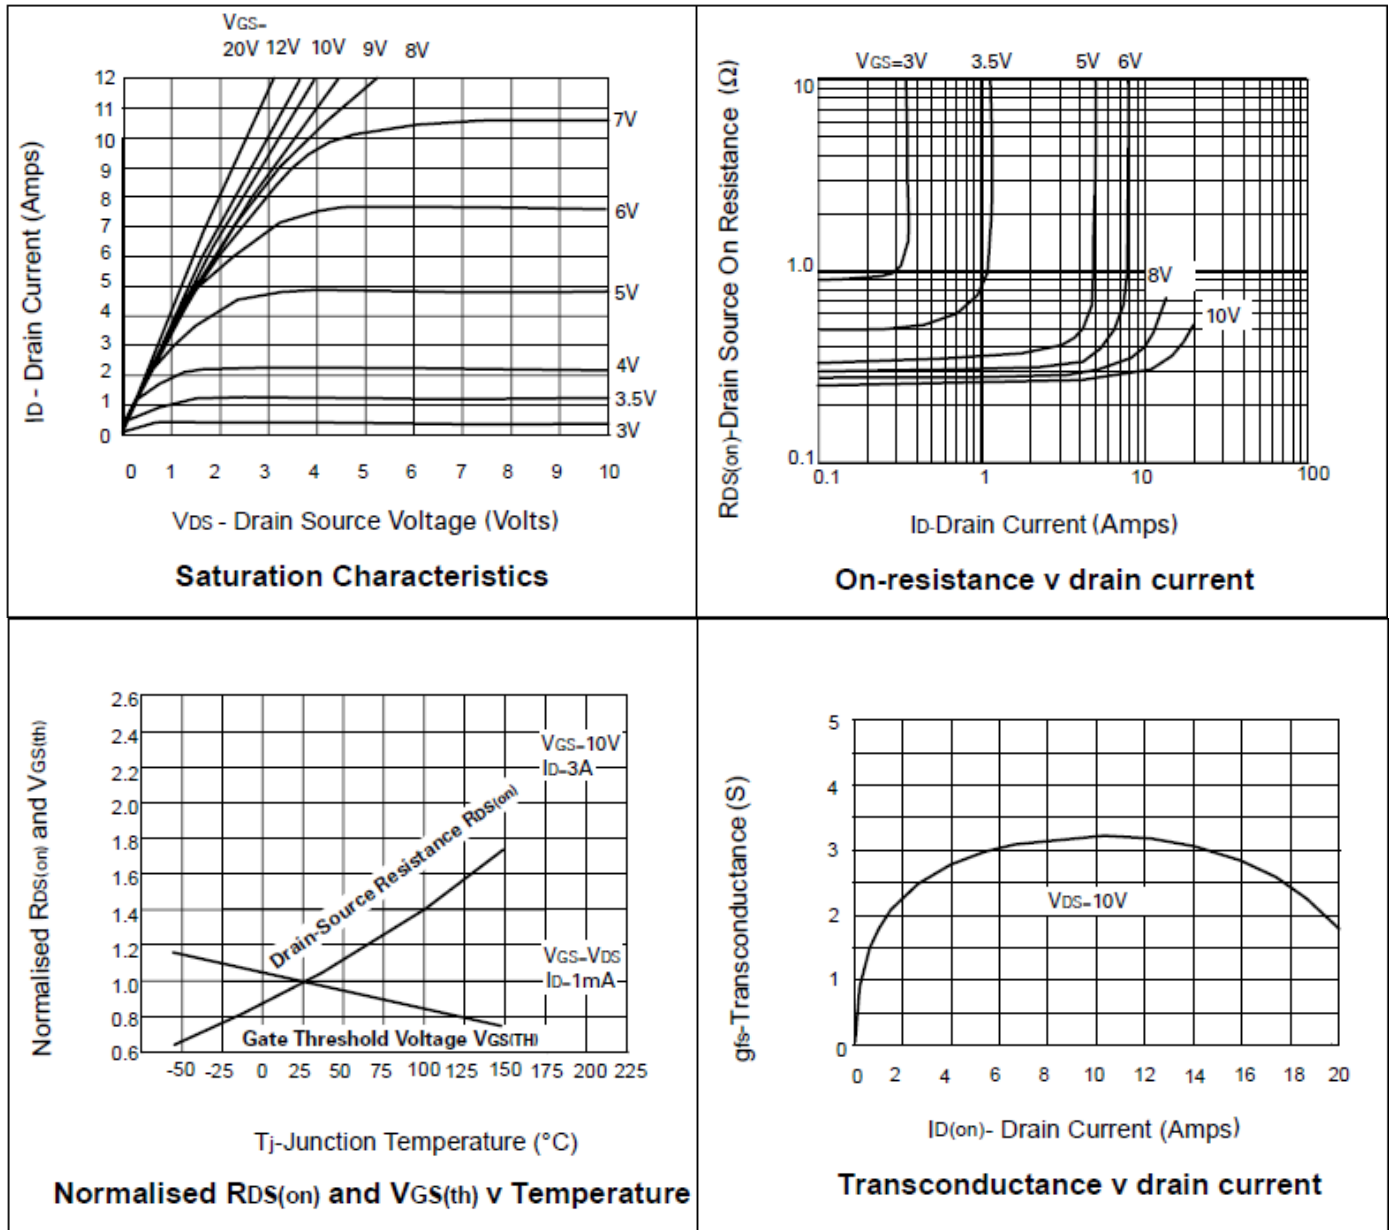 VGS=
20V 12V 10V 9V 8V
12
11
10
9
8
7
6
5
4
3
2
1
0
7V
6V
5V
4V
3.5V
3V
0 1 2 3 4 5 6 7 8 9 10
ID - Drain Current (Amps)
VDS - Drain Source Voltage (Volts)
Saturation Characteristics
VGS=3V 3.5V 5V 6V
10
1.0
0.1
8V
10V
0.1 1 10 100
RDS(on)-Drain Source On Resistance (Ω)
ID-Drain Current (Amps)
On-resistance v drain current
2.6
2.4
2.2
2.0
1.8
1.6
1.4
1.2
1.0
0.8
0.6
VGS=10V
ID=3A
Drain-Source Resistance RDS(on)
VGS=VDS
ID=1mA
Gate Threshold Voltage VGS(TH)
-50 -25 0 25 50 75 100 125 150 175 200 225
Normalised RDS(on) and VGS(th)
Tj-Junction Temperature (°C)
Normalised RDS(on) and VGS(th) v Temperature
5
4
3
2
1
0
VDS=10V
0 2 4 6 8 10 12 14 16 18 20
gfs-Transconductance (S)
ID(on)- Drain Current (Amps)
Transconductance v drain current